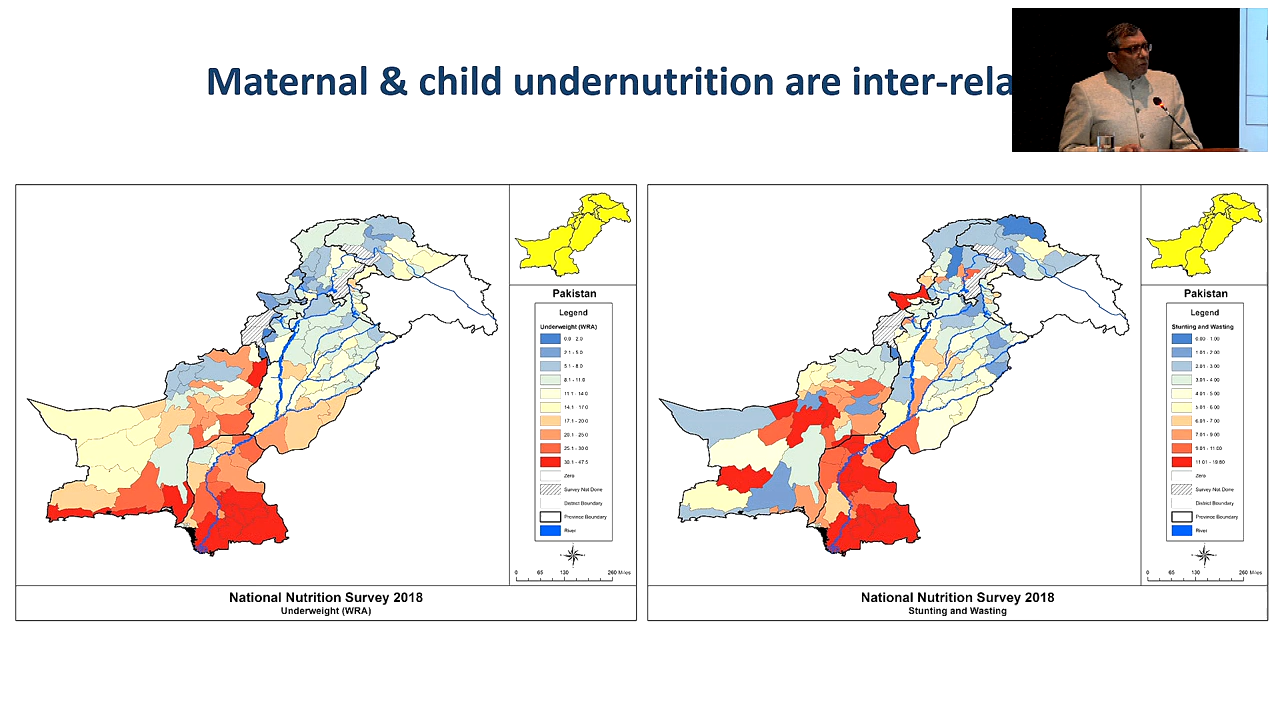 Maternal & child undernutrition are inter-rela
Pakistan
Legend
Underweight (WRA)
0.0 - 2.0
2.1 - 5.0
5.1 - 8.0
8.1 - 11.0
11.1 - 14.0
14.1 - 17.0
17.1 - 20.0
20.1 - 25.0
25.1 - 30.0
30.1 - 47.5
Zero
Survey Not Done
District Boundary
Province Boundary
River
0 65 130 260 Miles
National Nutrition Survey 2018
Underweight (WRA)
Pakistan
Legend
Stunting and Wasting
0.00 - 1.00
1.01 - 2.00
2.01 - 3.00
3.01 - 4.00
4.01 - 5.00
5.01 - 6.00
6.01 - 7.00
7.01 - 9.00
9.01 - 11.00
Zero
Survey Not Done
District Boundary
Province Boundary
River
0 65 130 260 Miles
National Nutrition Survey 2018
Stunting and Wasting